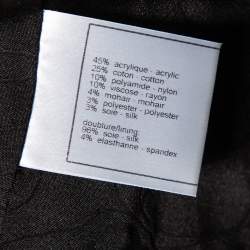 45% acrylique - acrylic
25% coton - cotton
10% polyamide - nylon
10% viscose - rayon
4% mohair - mohair
3% polyester - polyester
3% soie - silk
doublure/lining
96% soie - silk
4% elasthanne - spandex